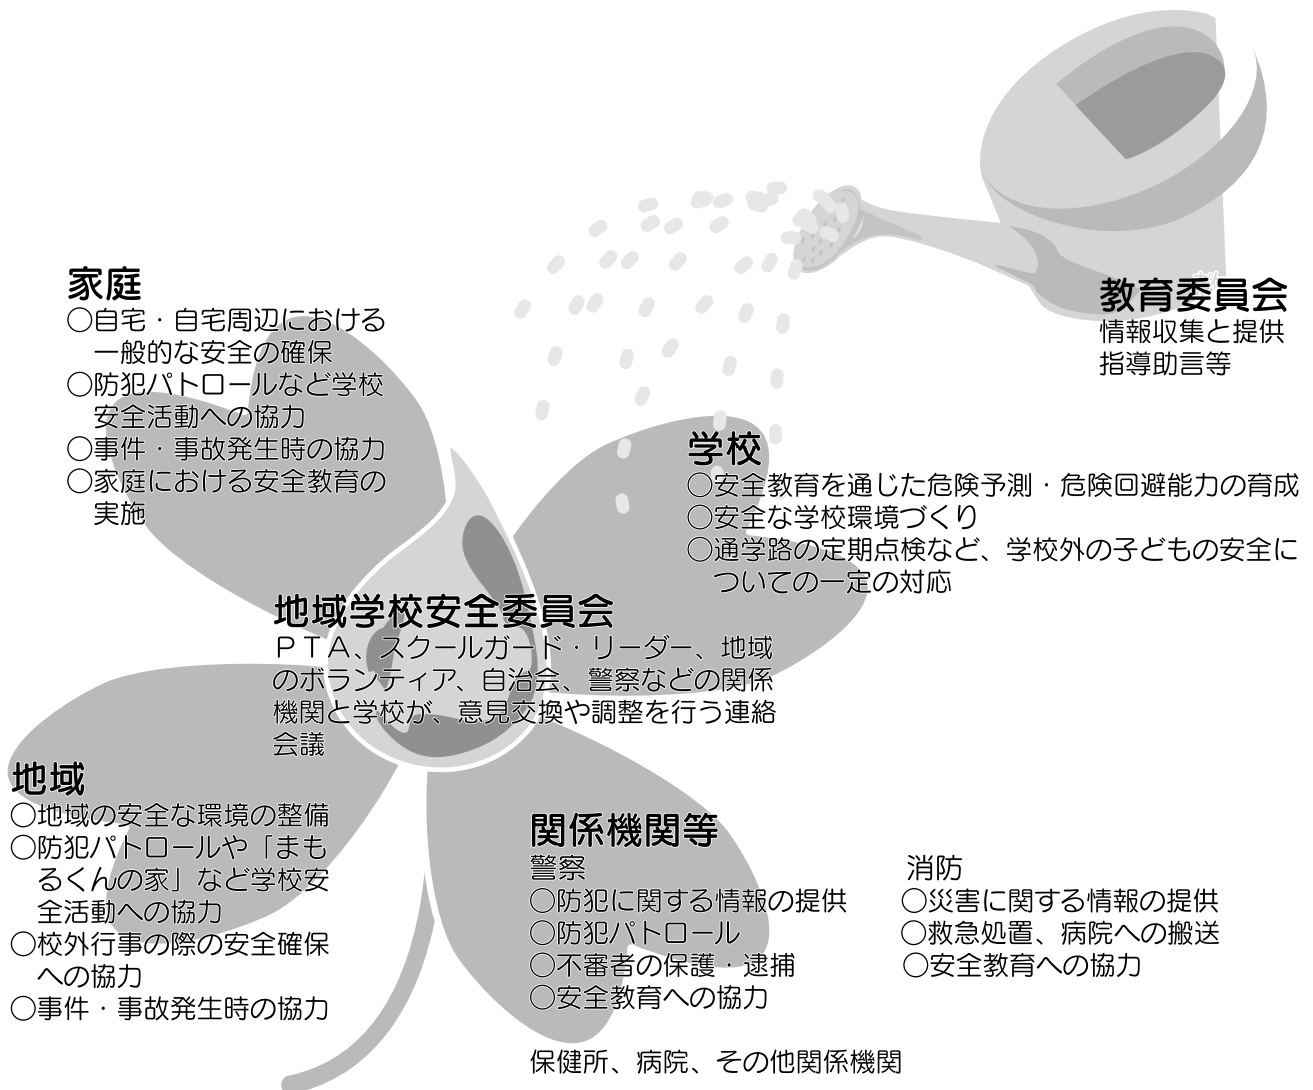 家庭
○自宅・自宅周辺における
一般的な安全の確保
○防犯パトロールなど学校
安全活動への協力
○事件・事故発生時の協力
○家庭における安全教育の
実施
教育委員会
情報収集と提供
指導助言等
学校
○安全教育を通じた危険予測・危険回避能力の育成
○安全な学校環境づくり
○通学路の定期点検など、学校外の子どもの安全に
ついての一定の対応
地域学校安全委員会
ＰＴＡ、スクールガード・リーダー、地域
のボランティア、自治会、警察などの関係
機関と学校が、意見交換や調整を行う連絡
会議
地域
○地域の安全な環境の整備
○防犯パトロールや「まも
るくんの家」など学校安
全活動への協力
○校外行事の際の安全確保
への協力
○事件・事故発生時の協力
関係機関等
警察
○防犯に関する情報の提供
○防犯パトロール
○不審者の保護・逮捕
○安全教育への協力
消防
○災害に関する情報の提供
○救急処置、病院への搬送
○安全教育への協力
保健所、病院、その他関係機関